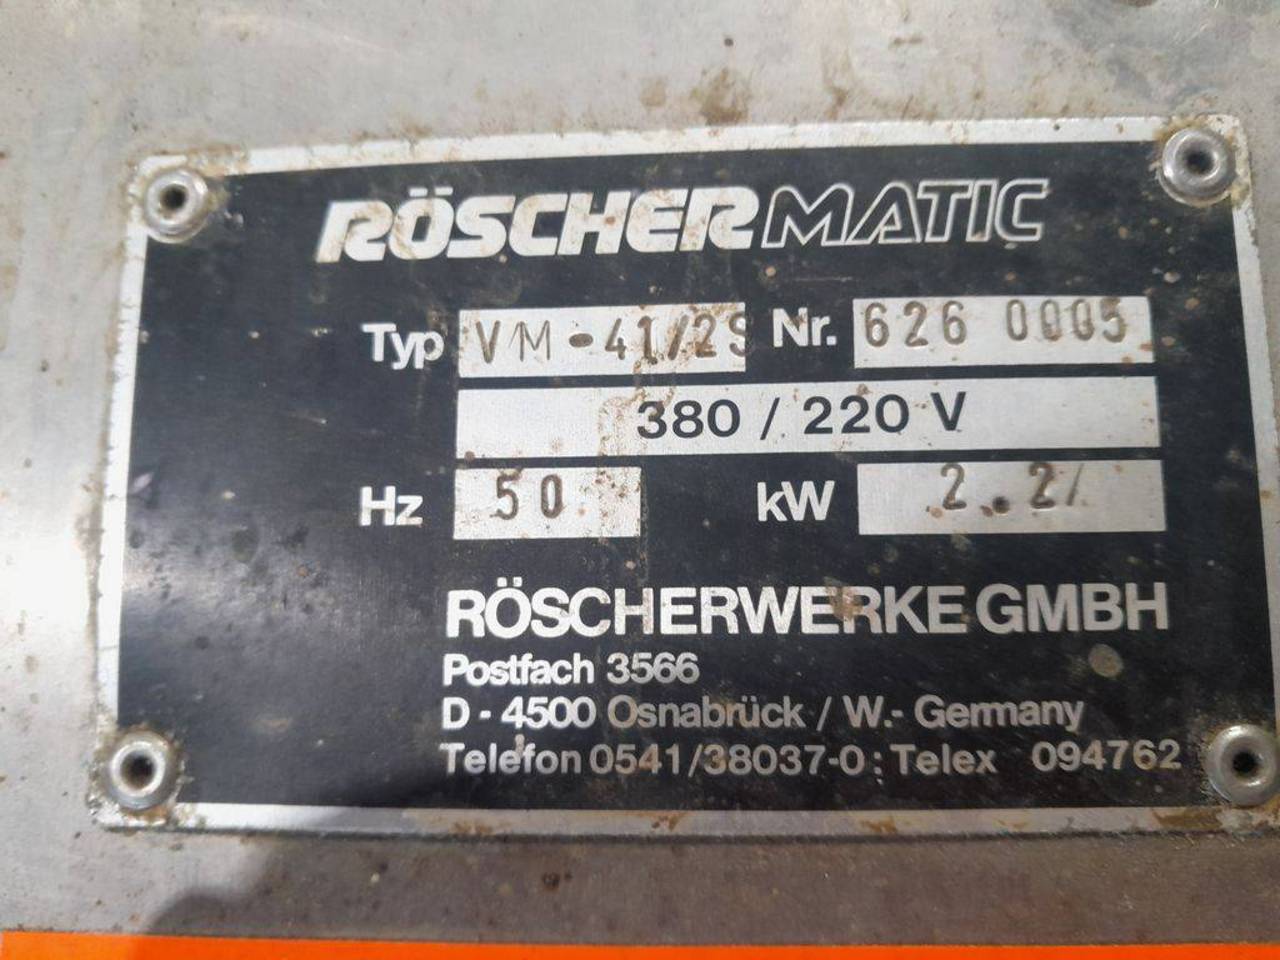 RÖSCHERMATIC
Typ VM-41/2S Nr. 626 0005
380 / 220 V
Hz 50 kW 2.2/
RÖSCHERWERKE GMBH
Postfach 3566
D - 4500 Osnabrück / W.- Germany
Telefon 0541/38037-0 : Telex 094762